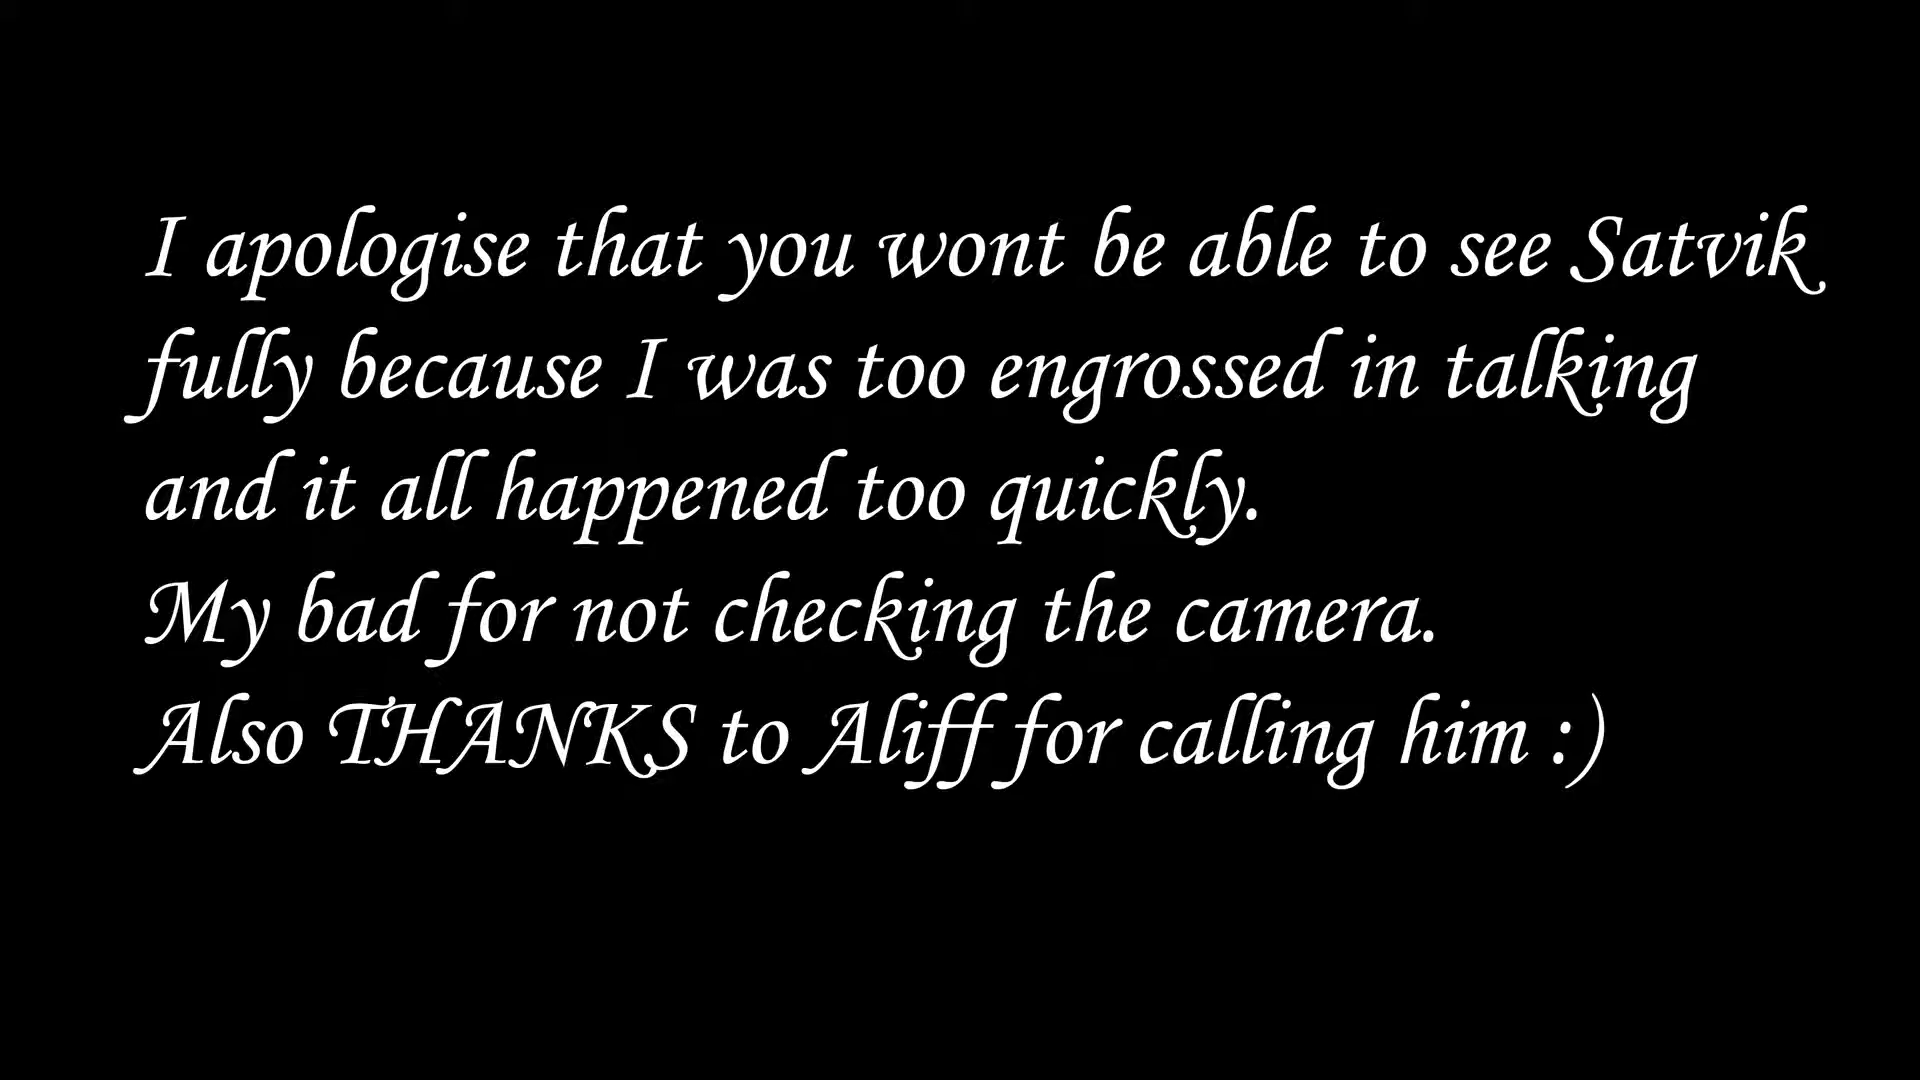 I apologise that you wont be able to see Satvik
fully because I was too engrossed in talking
and it all happened too quickly.
My bad for not checking the camera.
Also THANKS to Aliff for calling him :)